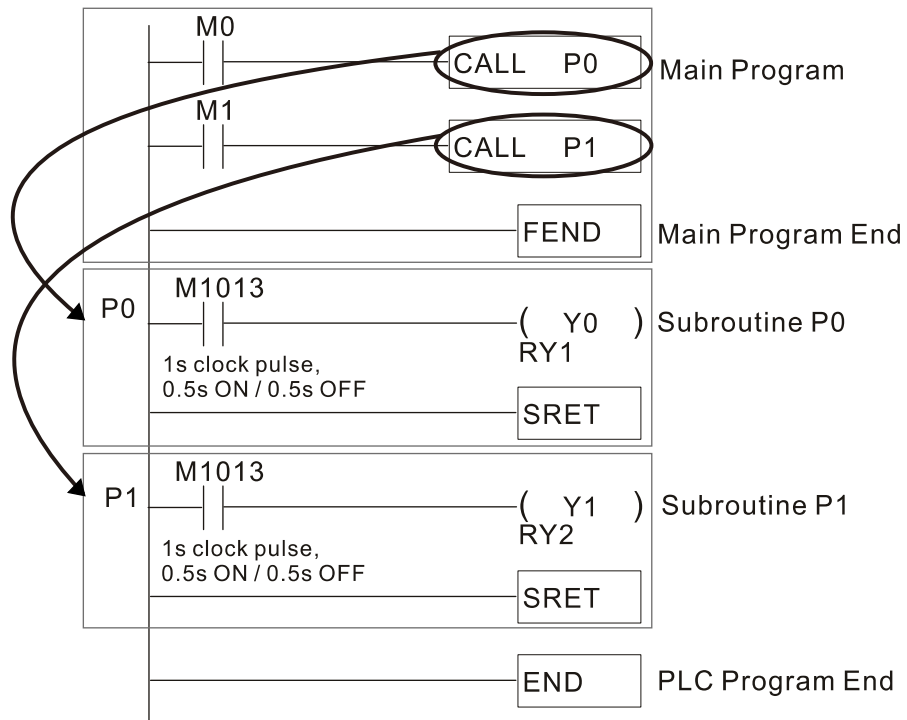 M0
CALL P0
Main Program
M1
CALL P1
FEND
Main Program End
P0
M1013
( Y0 )
Subroutine P0
RY1
1s clock pulse,
0.5s ON / 0.5s OFF
SRET
P1
M1013
( Y1 )
Subroutine P1
RY2
1s clock pulse,
0.5s ON / 0.5s OFF
SRET
END
PLC Program End